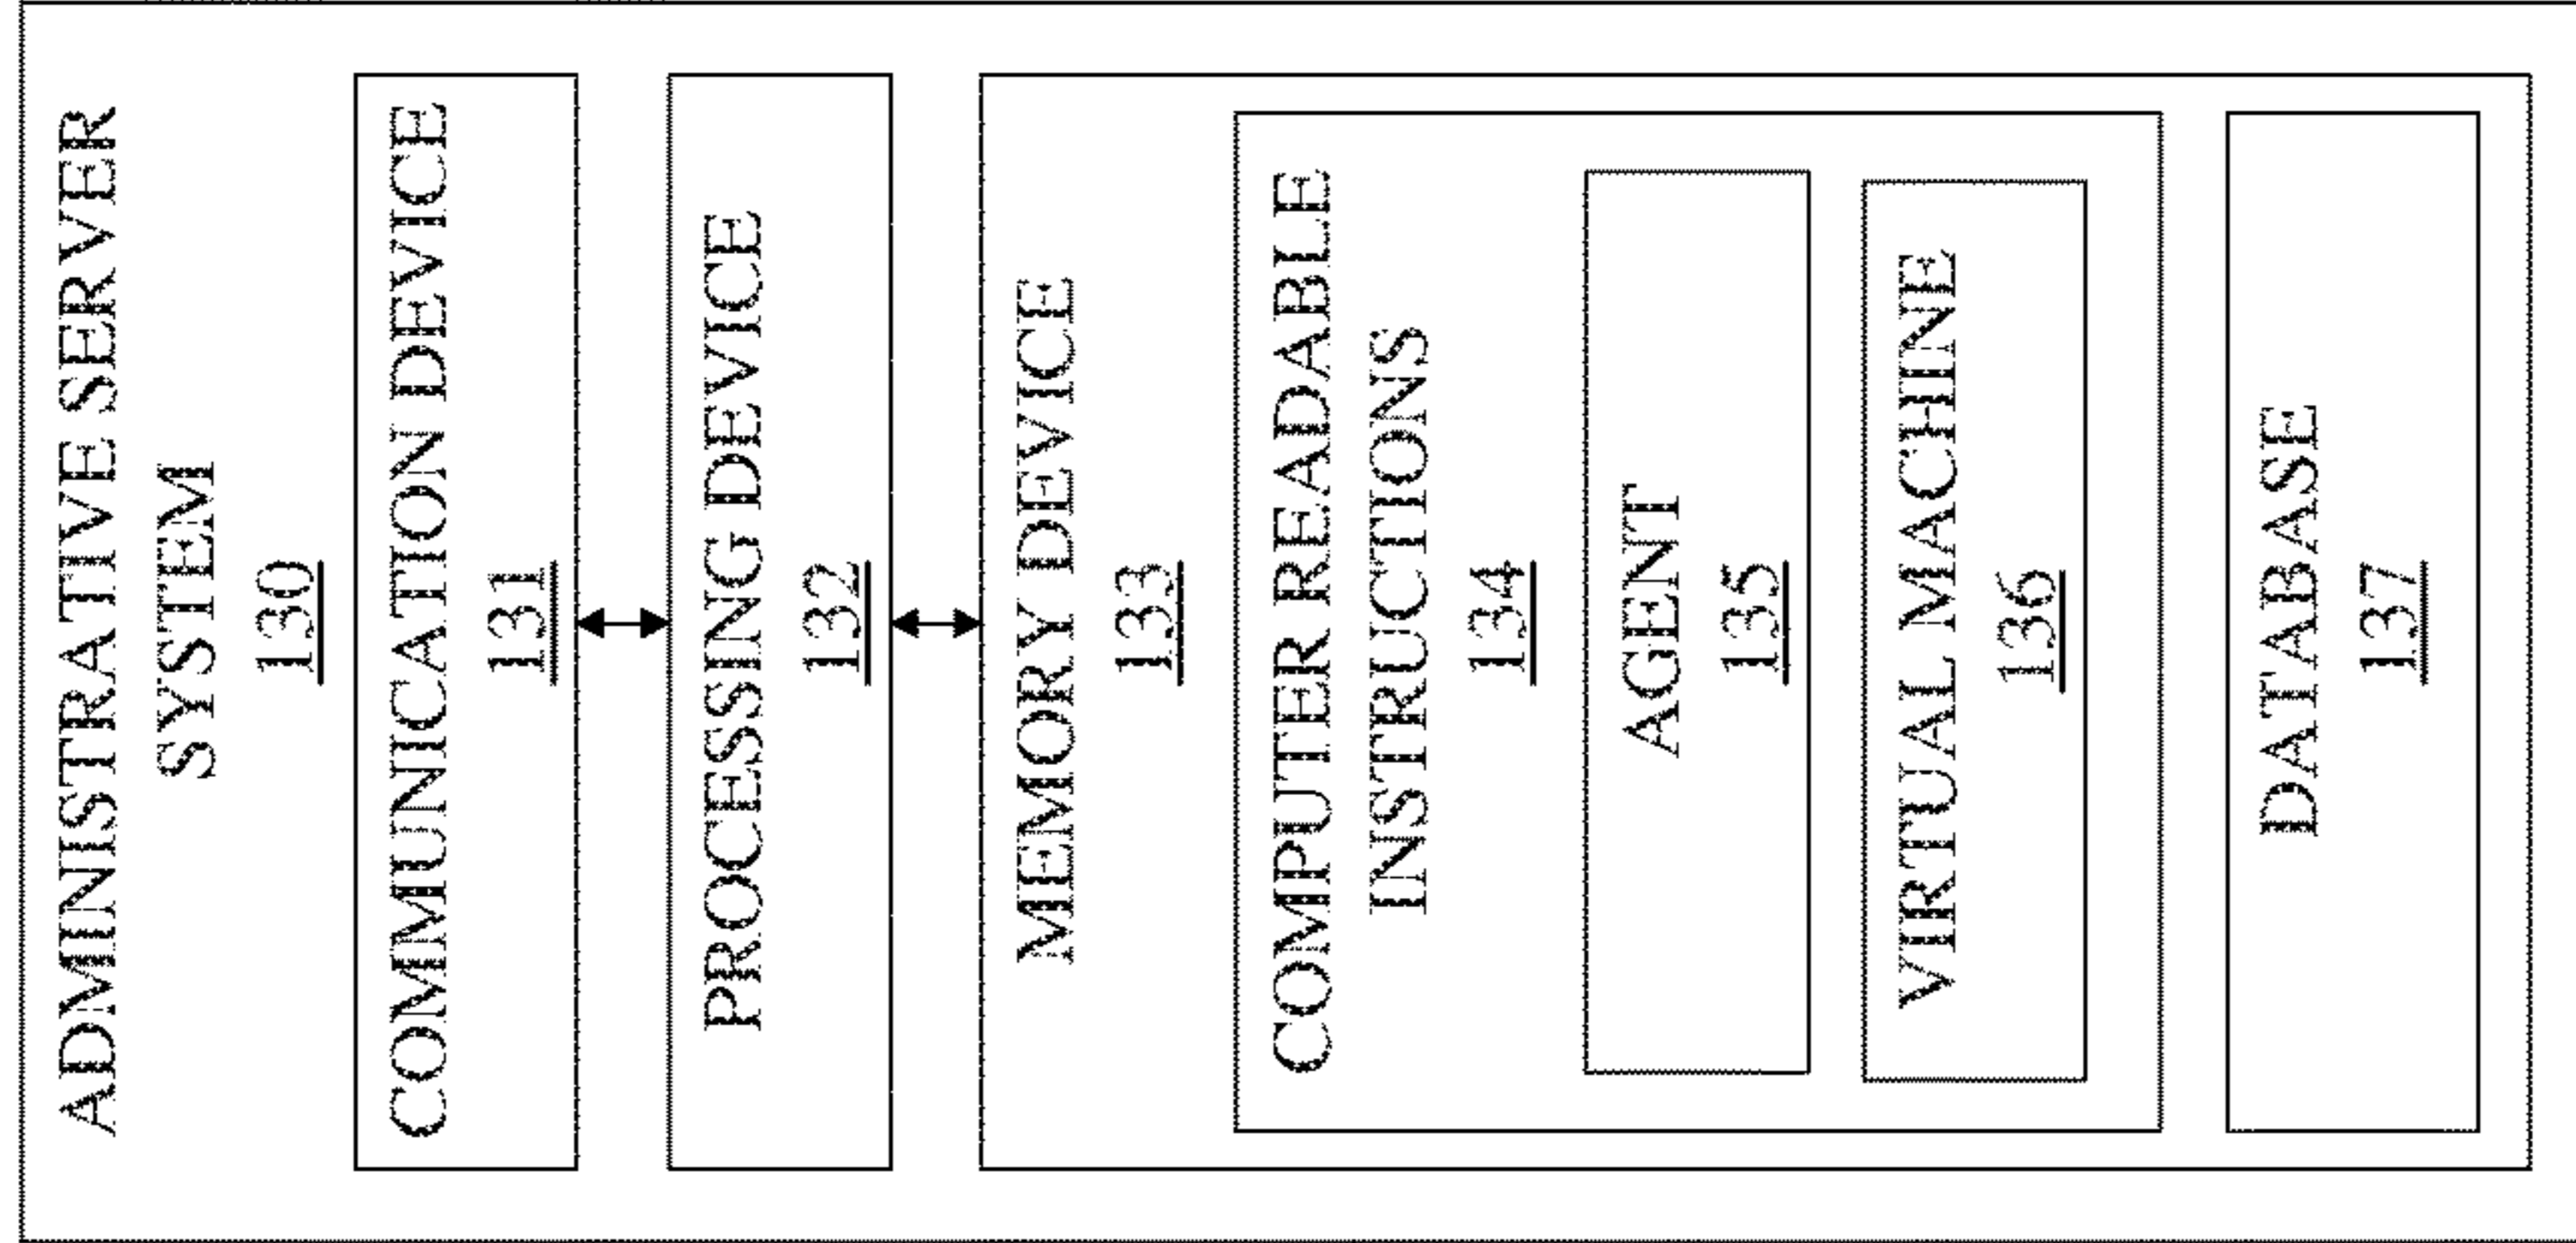 ADMINISTRATIVE SERVER
SYSTEM
130
COMMUNICATION DEVICE
131
PROCESSING DEVICE
132
MEMORY DEVICE
133
COMPUTER READABLE
INSTRUCTIONS
134
AGENT
135
VIRTUAL MACHINE
136
DATABASE
137